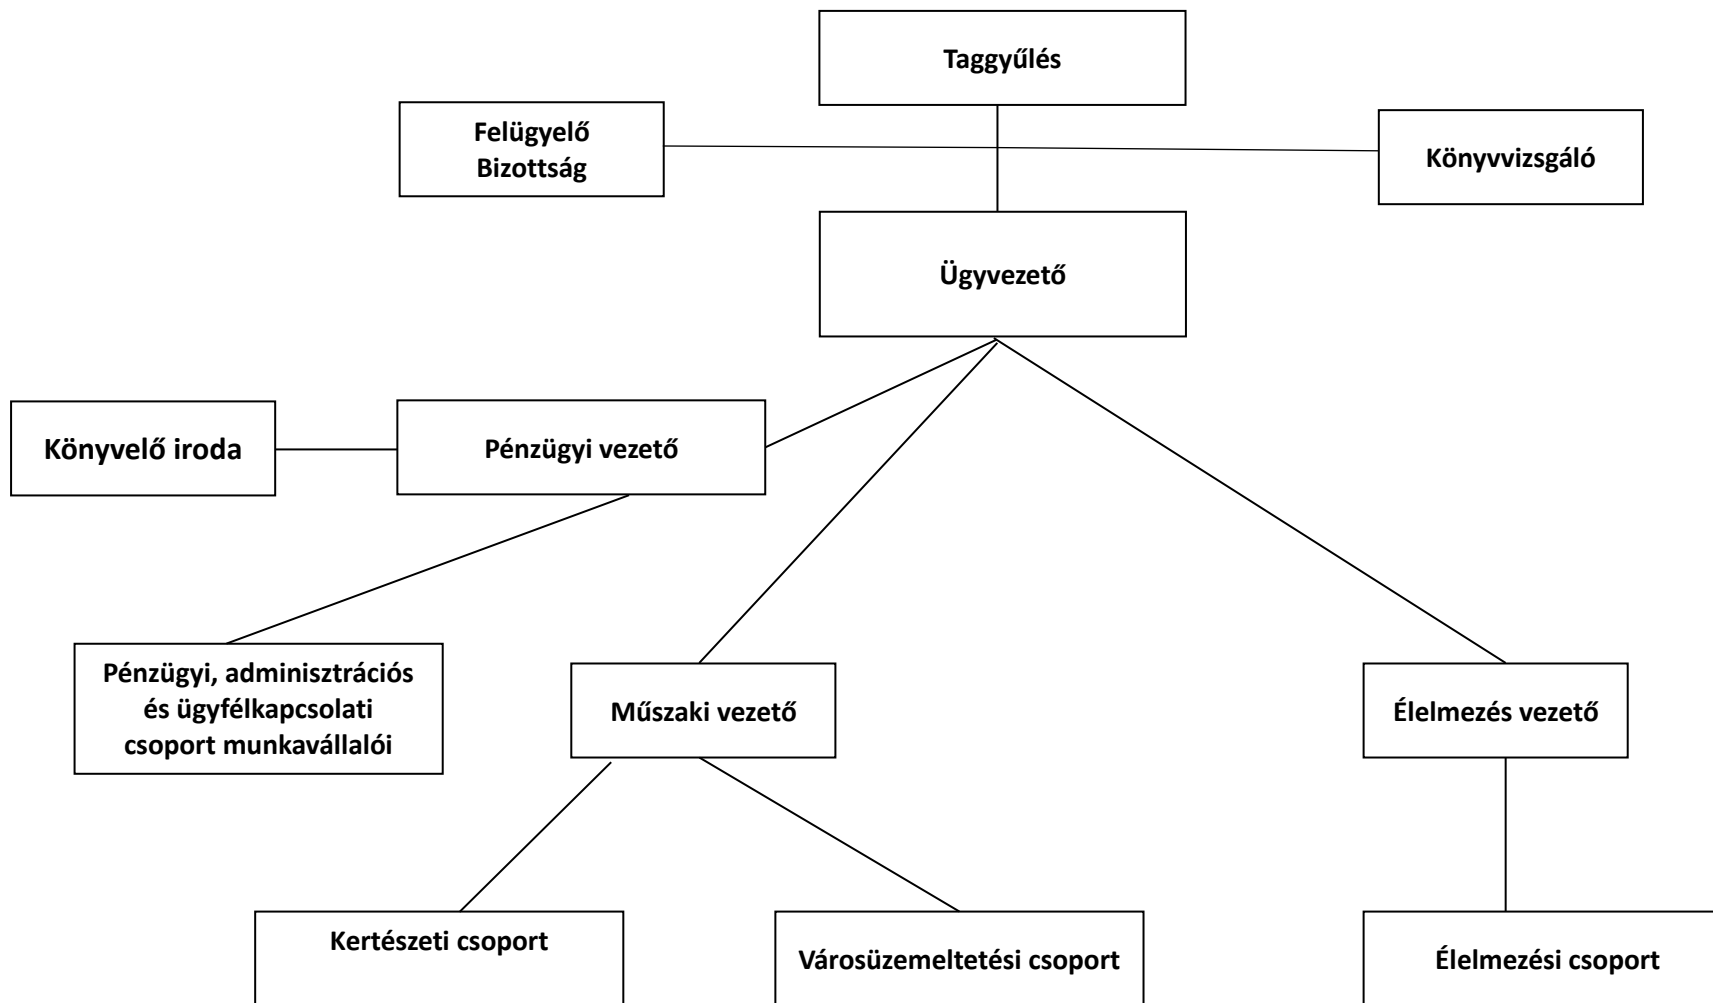 Taggyűlés
Felügyelő
Bizottság
Könyvvizsgáló
Ügyvezető
Könyvelő iroda
Pénzügyi vezető
Pénzügyi, adminisztrációs
és ügyfélkapcsolati
csoport munkavállalói
Műszaki vezető
Élelmezés vezető
Kertészeti csoport
Városüzemeltetési csoport
Élelmezési csoport